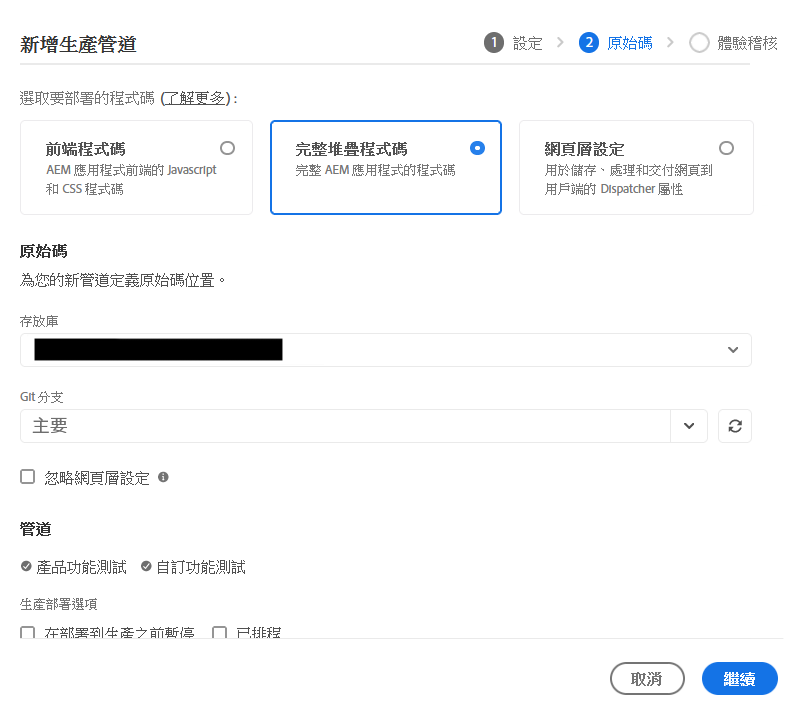 新增生產管道
1 設定 > 2 原始碼 > 體驗稽核
選取要部署的程式碼 (了解更多) :
前端程式碼
AEM 應用程式前端的 Javascript
和 CSS 程式碼
完整堆疊程式碼
完整 AEM 應用程式的程式碼
網頁層設定
用於儲存、處理和交付網頁到
用戶端的 Dispatcher 屬性
原始碼
為您的新管道定義原始碼位置。
存放庫
Git 分支
主要
忽略網頁層設定
管道
產品功能測試 自訂功能測試
生產部署選項
在部署到生產之前暫停 已排程
取消 繼續